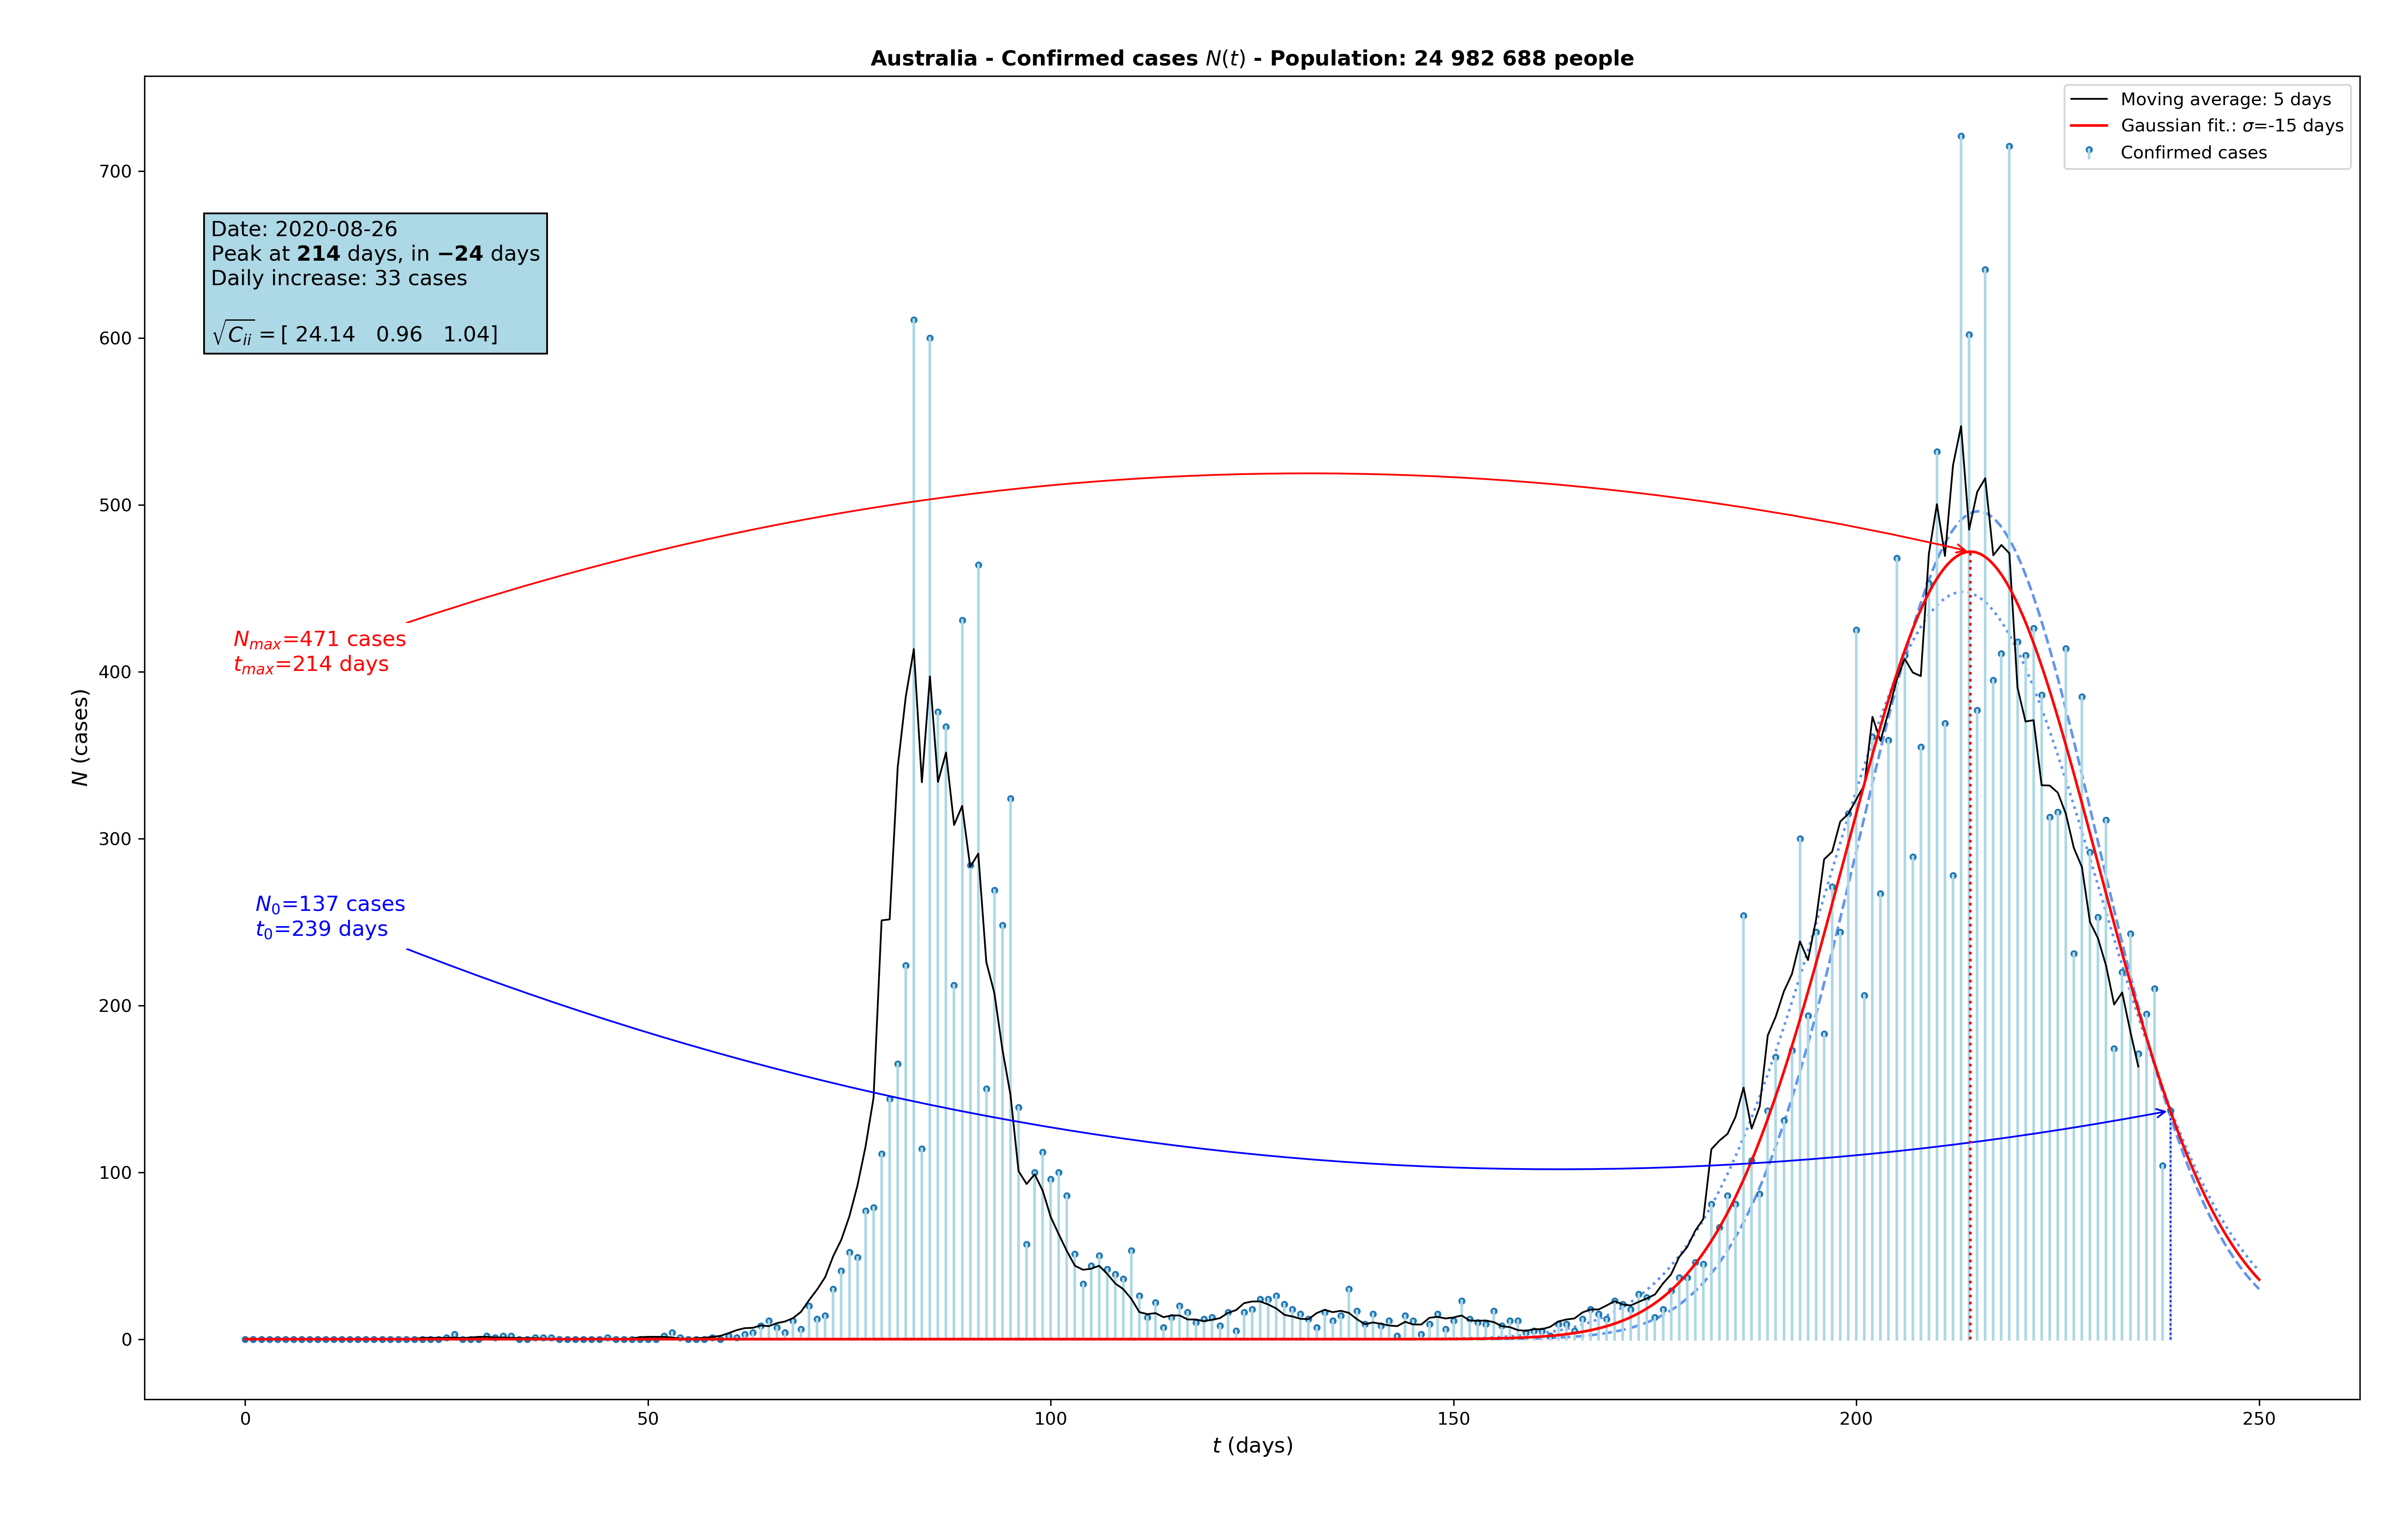 Australia - Confirmed cases N(t) - Population: 24 982 688 people
Moving average: 5 days
Gaussian fit.: σ=-15 days
Confirmed cases
Date: 2020-08-26
Peak at 214 days, in −24 days
Daily increase: 33 cases
√C_ii = [ 24.14 0.96 1.04]
N_max=471 cases
t_max=214 days
N_0=137 cases
t_0=239 days
N (cases)
700
600
500
400
300
200
100
0
0 50 100 150 200 250
t (days)